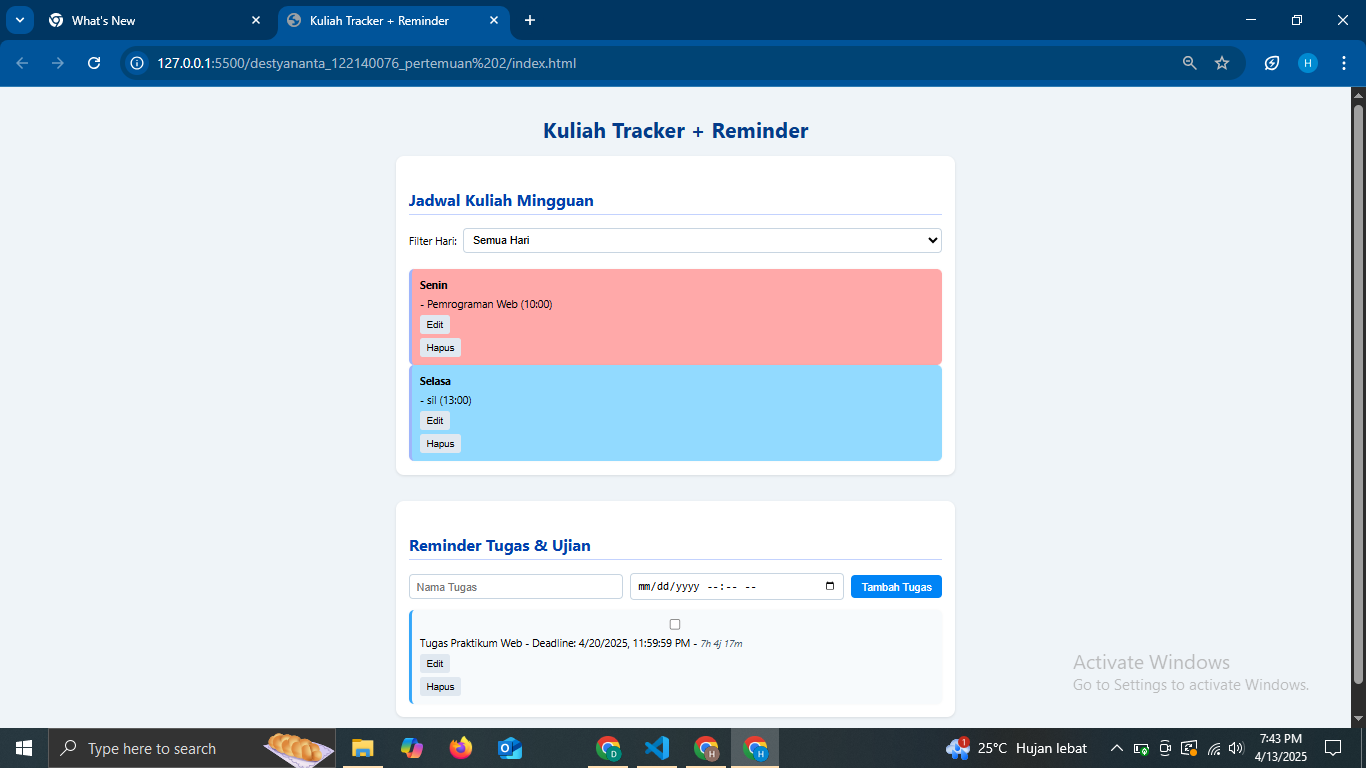 What's New
Kuliah Tracker + Reminder
127.0.0.1:5500/destyananta_122140076_pertemuan%202/index.html
H
Kuliah Tracker + Reminder
Jadwal Kuliah Mingguan
Filter Hari: Semua Hari
Senin
- Pemrograman Web (10:00)
Edit
Hapus
Selasa
- sil (13:00)
Edit
Hapus
Reminder Tugas & Ujian
Nama Tugas mm/dd/yyyy --:-- -- Tambah Tugas
Tugas Praktikum Web - Deadline: 4/20/2025, 11:59:59 PM - 7h 4j 17m
Edit
Hapus
Activate Windows
Go to Settings to activate Windows.
Type here to search
D
H
H
1
25°C Hujan lebat
7:43 PM
4/13/2025